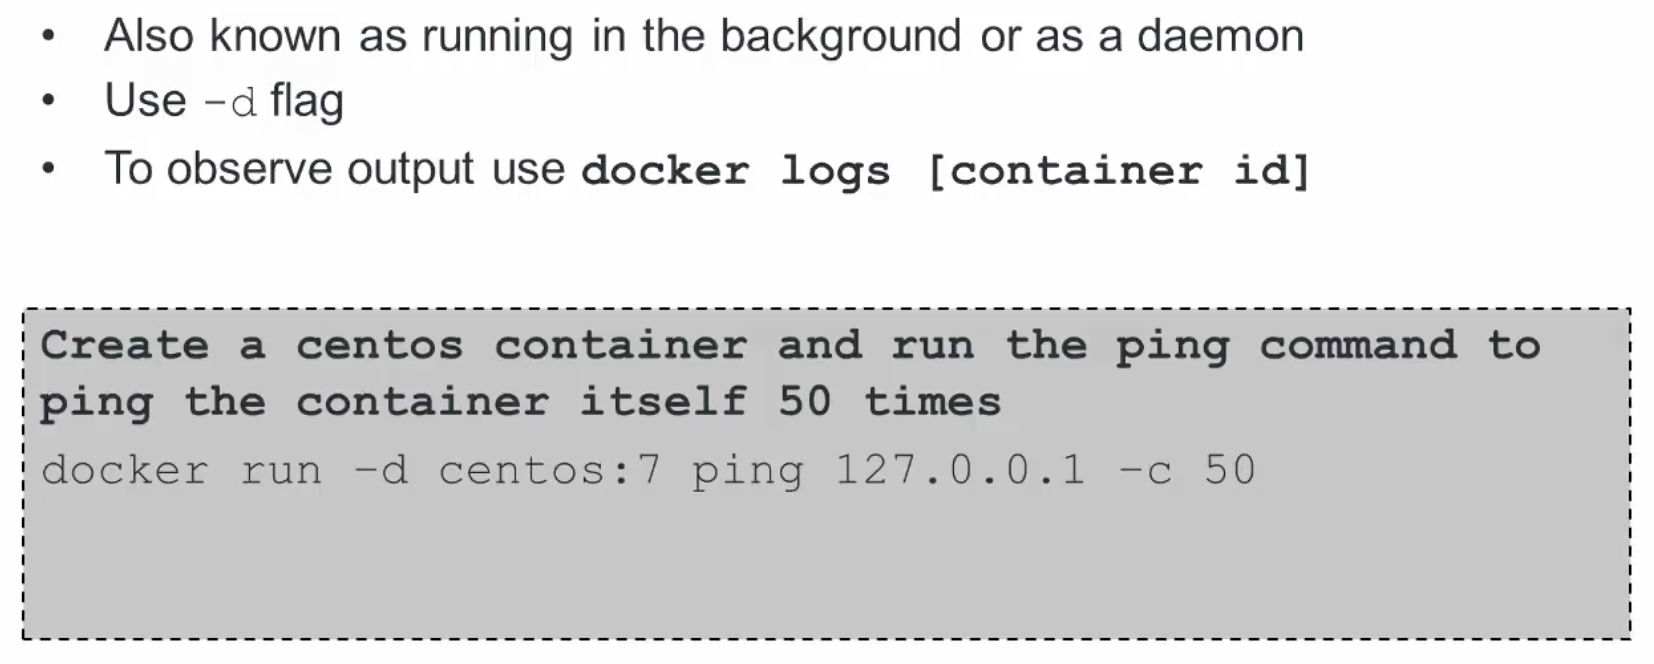 • Also known as running in the background or as a daemon
• Use -d flag
• To observe output use docker logs [container id]
Create a centos container and run the ping command to
ping the container itself 50 times
docker run -d centos:7 ping 127.0.0.1 -c 50